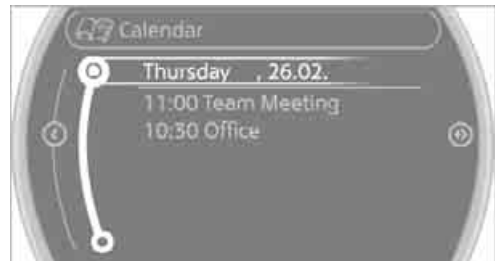 Calendar
Thursday , 26.02.
11:00 Team Meeting
10:30 Office